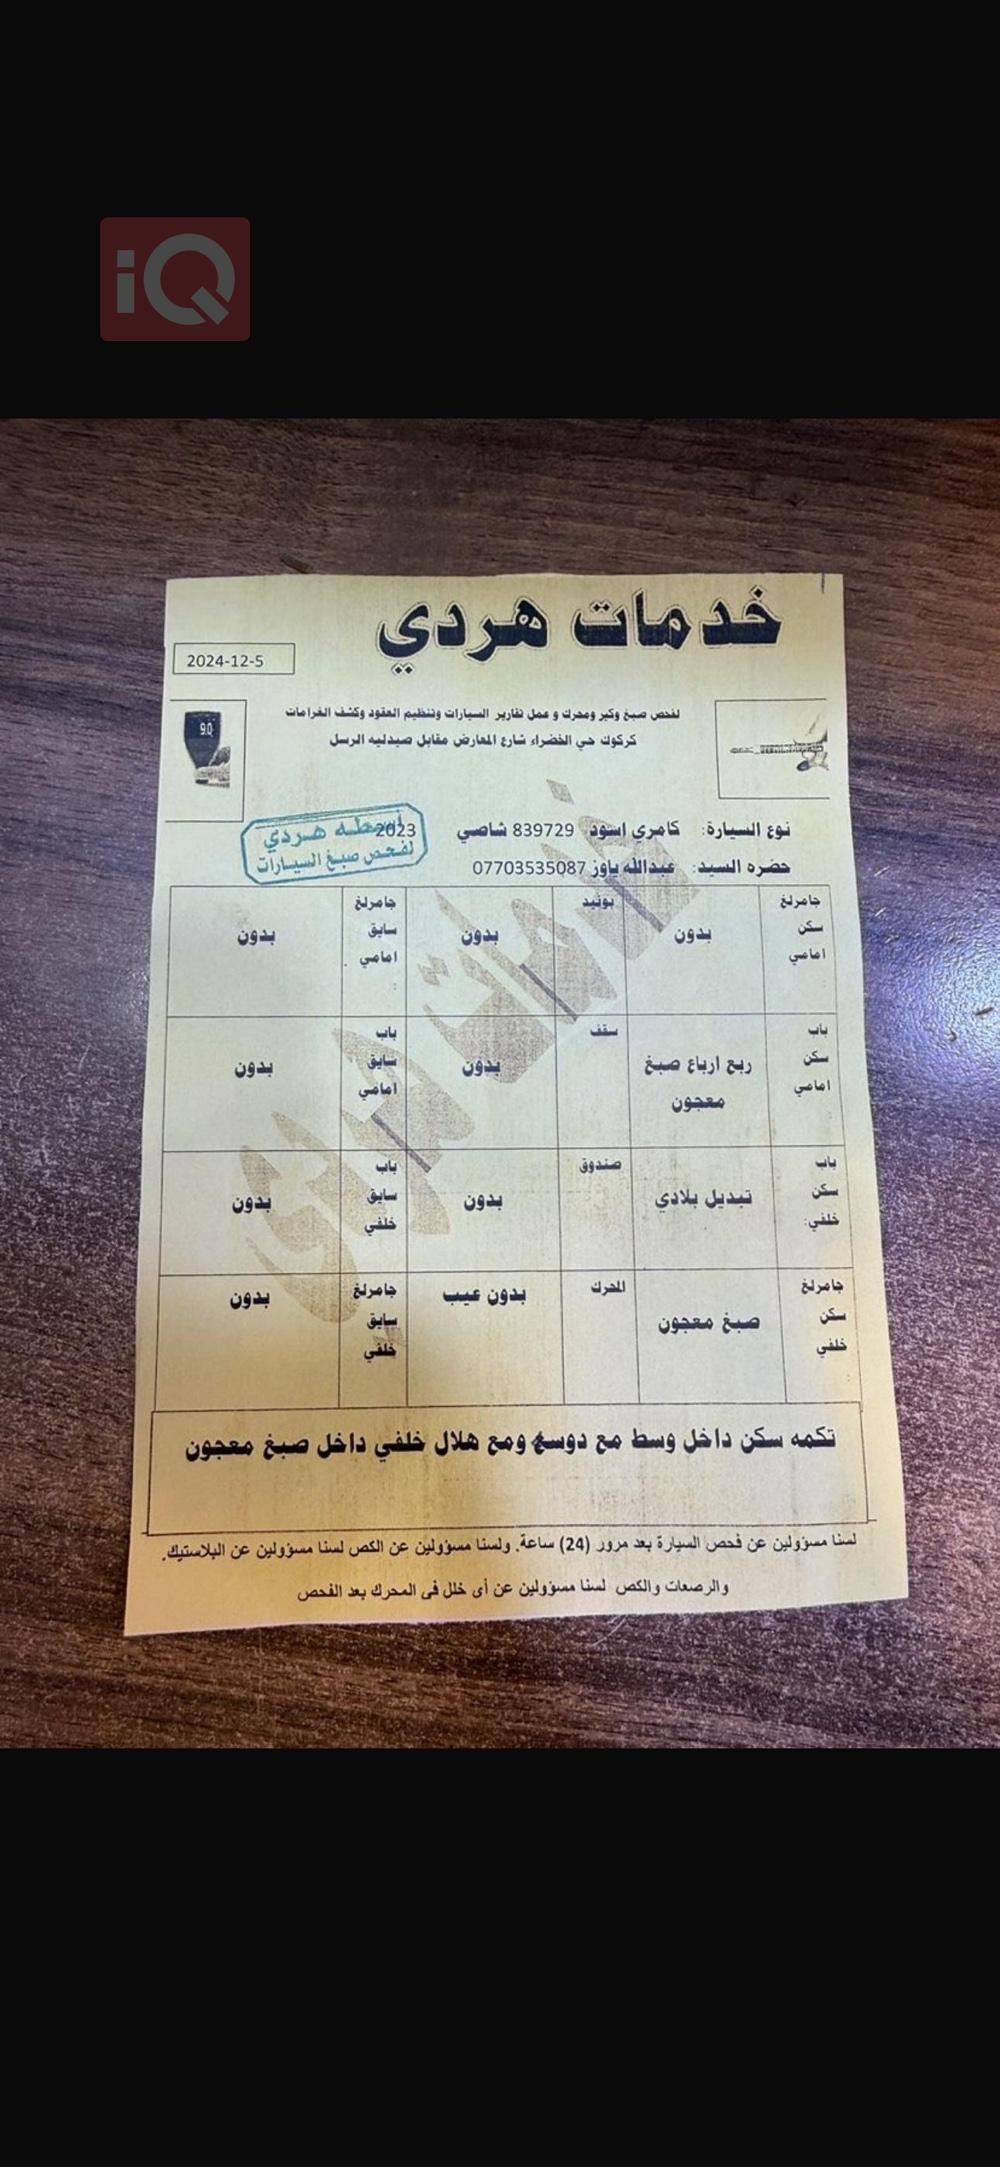 iQ
خدمات هردي
2024-12-5
لفحص صبغ وكير ومحرك و عمل تقارير السيارات وتنظيم العقود وكشف الغرامات
كركوك حي الخضراء شارع المعارض مقابل صيدليه الرسل
90
نوع السيارة: كامري اسود 839729 شاصي 2023
هردي
لفحص صبغ السيارات
حضره السيد: عبدالله ياوز 07703535087
جامرلغ سكن امامي بدون بونيد بدون جامرلغ سايق امامي : بدون
باب سكن امامي ربع ارباع صبغ معجون سقف بدون باب سايق امامي بدون
باب سكن خلفي تبديل بلادي صندوق بدون باب سايق خلفي بدون
جامرلغ سكن خلفي صبغ معجون المحرك بدون عيب جامرلغ سايق خلفي بدون
تكمه سكن داخل وسط مع ومع هلال خلفي داخل صبغ معجون
لسنا مسؤولين عن فحص السيارة بعد مرور (24) ساعة. ولسنا مسؤولين عن الكص لسنا مسؤولين عن البلاستيك.
والرصعات والكص لسنا مسؤولين عن أي خلل في المحرك بعد الفحص
خدمات هردي